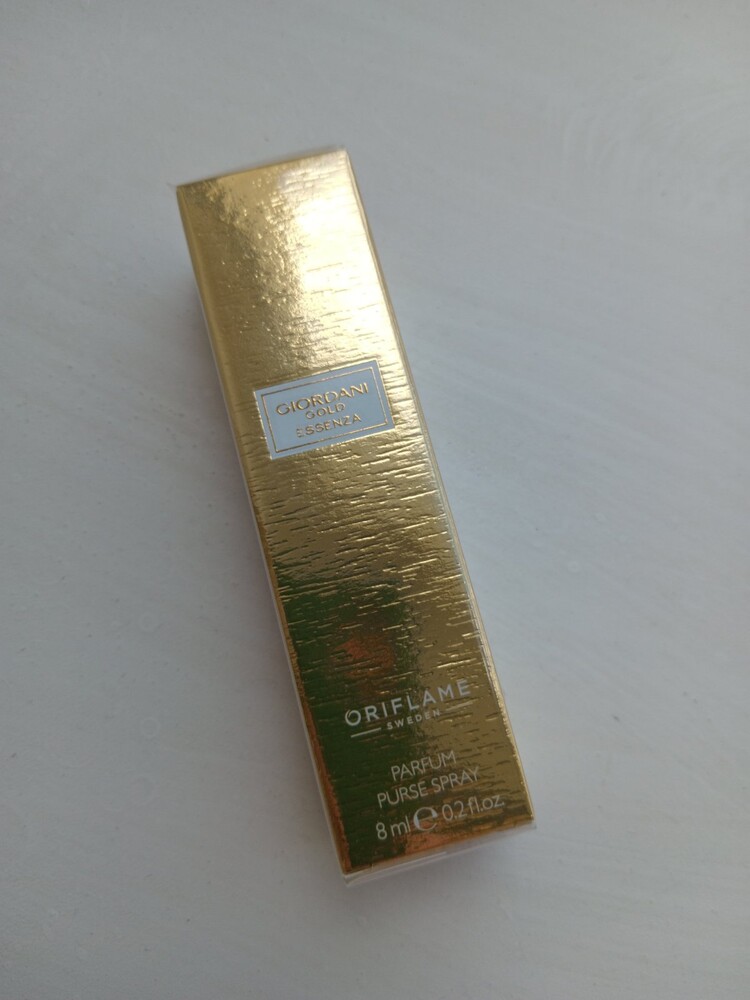 GIORDANI
GOLD
ESSENZA
ORIFLAME
SWEDEN
PARFUM
PURSE SPRAY
8 ml ℮ 0.2 fl.oz.